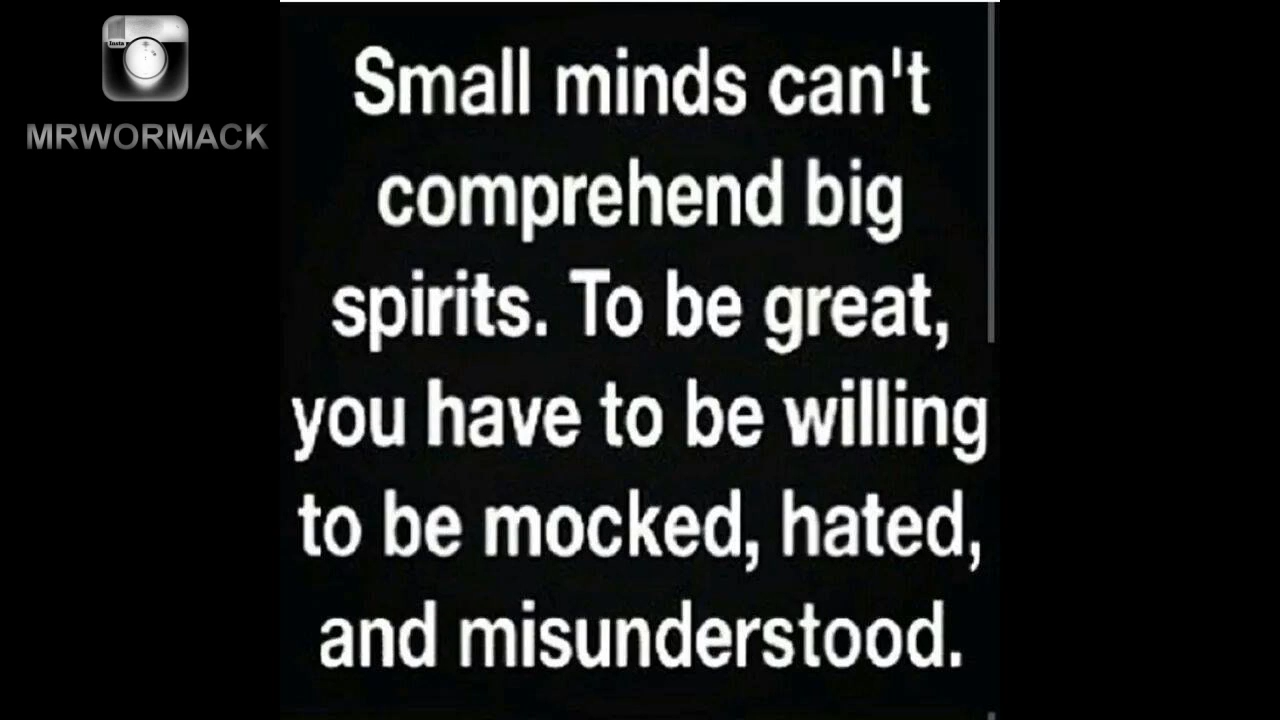 Insta
MRWORMACK
Small minds can't
comprehend big
spirits. To be great,
you have to be willing
to be mocked, hated,
and misunderstood.